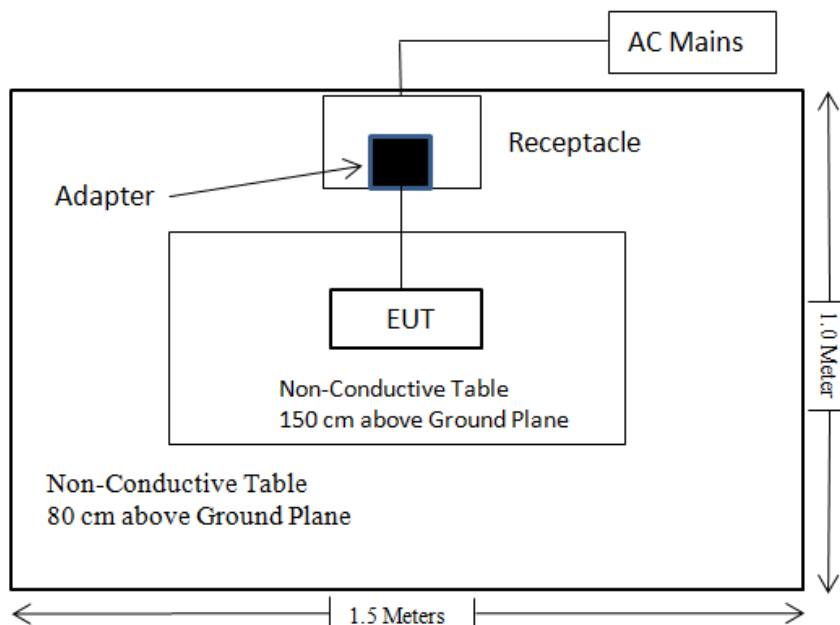 AC Mains
Receptacle
Adapter
EUT
Non-Conductive Table
150 cm above Ground Plane
1.0 Meter
Non-Conductive Table
80 cm above Ground Plane
1.5 Meters